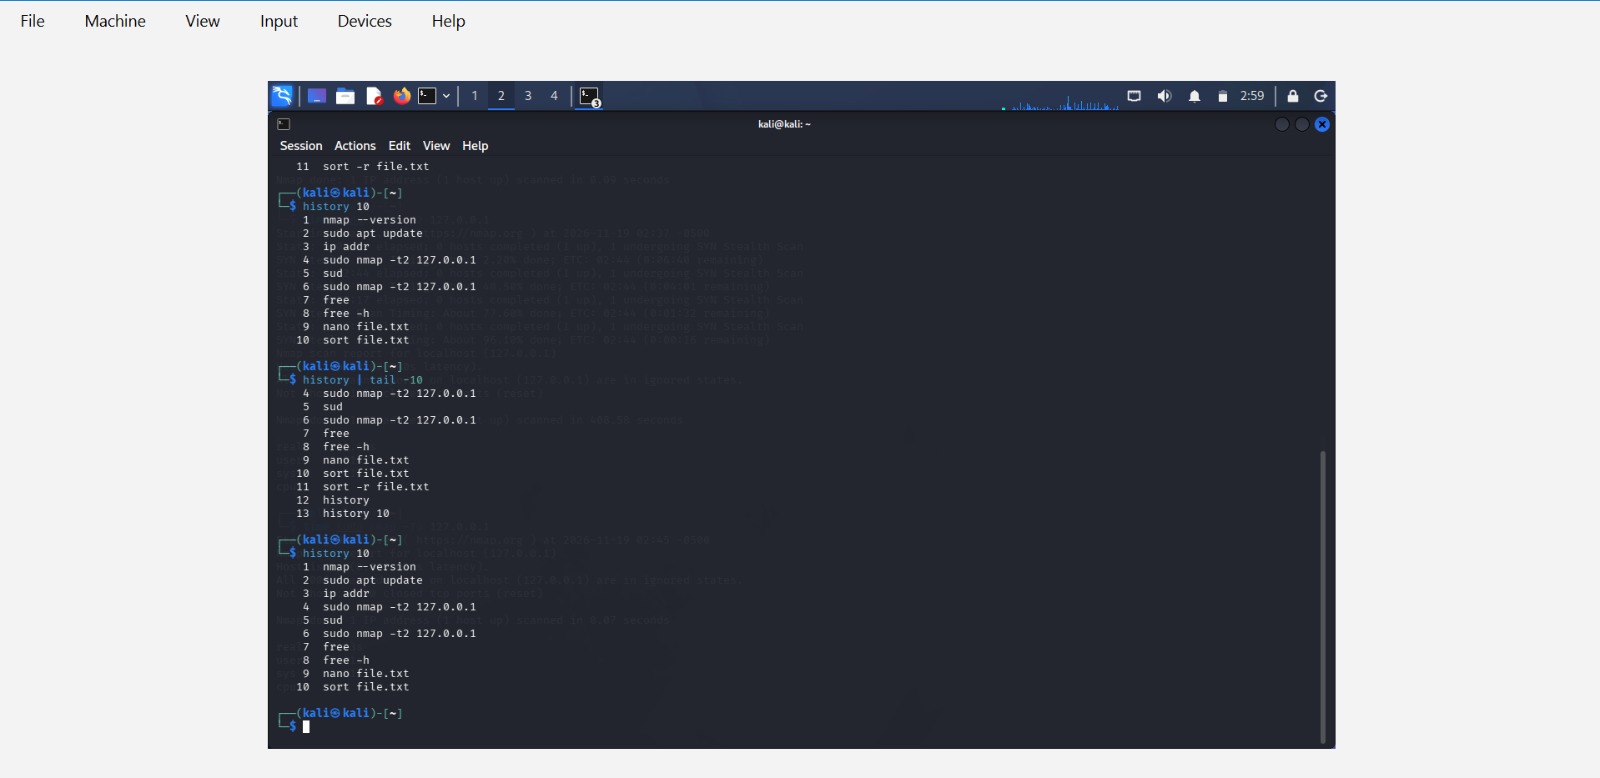 File Machine View Input Devices Help
1 2 3 4 3 2:59
kali@kali: ~
Session Actions Edit View Help
11 sort -r file.txt
┌──(kali㉿kali)-[~]
└─$ history 10
1 nmap --version
2 sudo apt update
3 ip addr
4 sudo nmap -t2 127.0.0.1
5 sud
6 sudo nmap -t2 127.0.0.1
7 free
8 free -h
9 nano file.txt
10 sort file.txt
┌──(kali㉿kali)-[~]
└─$ history | tail -10
4 sudo nmap -t2 127.0.0.1
5 sud
6 sudo nmap -t2 127.0.0.1
7 free
8 free -h
9 nano file.txt
10 sort file.txt
11 sort -r file.txt
12 history
13 history 10
┌──(kali㉿kali)-[~]
└─$ history 10
1 nmap --version
2 sudo apt update
3 ip addr
4 sudo nmap -t2 127.0.0.1
5 sud
6 sudo nmap -t2 127.0.0.1
7 free
8 free -h
9 nano file.txt
10 sort file.txt
┌──(kali㉿kali)-[~]
└─$